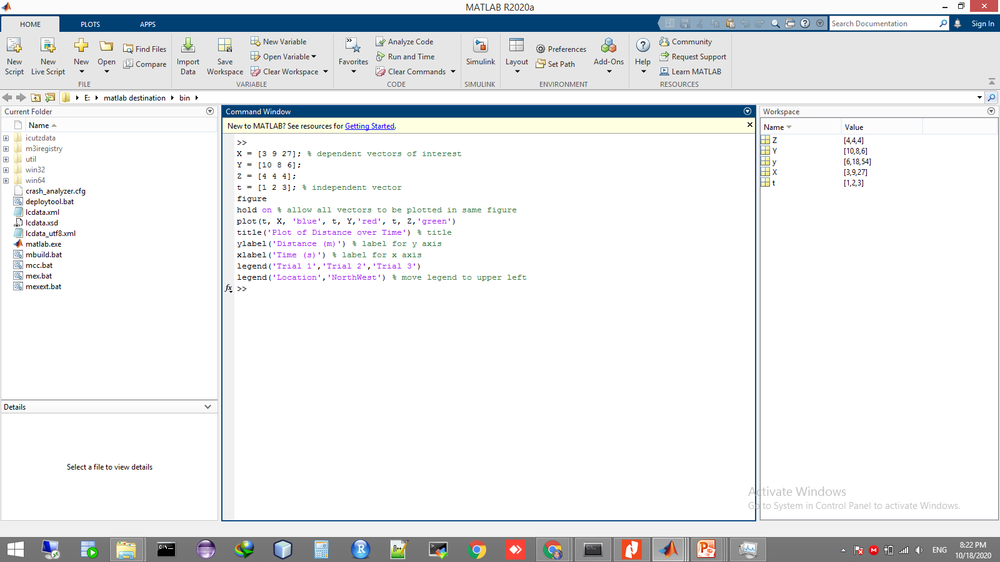 MATLAB R2020a
HOME PLOTS APPS
Search Documentation
Sign In
New Script
New Live Script
New
Open
Find Files
Compare
FILE
Import Data
Save Workspace
New Variable
Open Variable
Clear Workspace
VARIABLE
Favorites
Analyze Code
Run and Time
Clear Commands
CODE
Simulink
SIMULINK
Layout
Preferences
Set Path
Add-Ons
ENVIRONMENT
Help
Community
Request Support
Learn MATLAB
RESOURCES
E: matlab destination bin
Current Folder
Name
icutzdata
m3iregistry
util
win32
win64
crash_analyzer.cfg
deploytool.bat
lcdata.xml
lcdata.xsd
lcdata_utf8.xml
matlab.exe
mbuild.bat
mcc.bat
mex.bat
mexext.bat
Details
Select a file to view details
Command Window
New to MATLAB? See resources for Getting Started.
>>
X = [3 9 27]; % dependent vectors of interest
Y = [10 8 6];
Z = [4 4 4];
t = [1 2 3]; % independent vector
figure
hold on % allow all vectors to be plotted in same figure
plot(t, X, 'blue', t, Y,'red', t, Z,'green')
title('Plot of Distance over Time') % title
ylabel('Distance (m)') % label for y axis
xlabel('Time (s)') % label for x axis
legend('Trial 1','Trial 2','Trial 3')
legend('Location','NorthWest') % move legend to upper left
fx >>
Workspace
Name Value
Z [4,4,4]
Y [10,8,6]
y [6,18,54]
X [3,9,27]
t [1,2,3]
Activate Windows
Go to System in Control Panel to activate Windows.
ENG
8:22 PM
10/18/2020